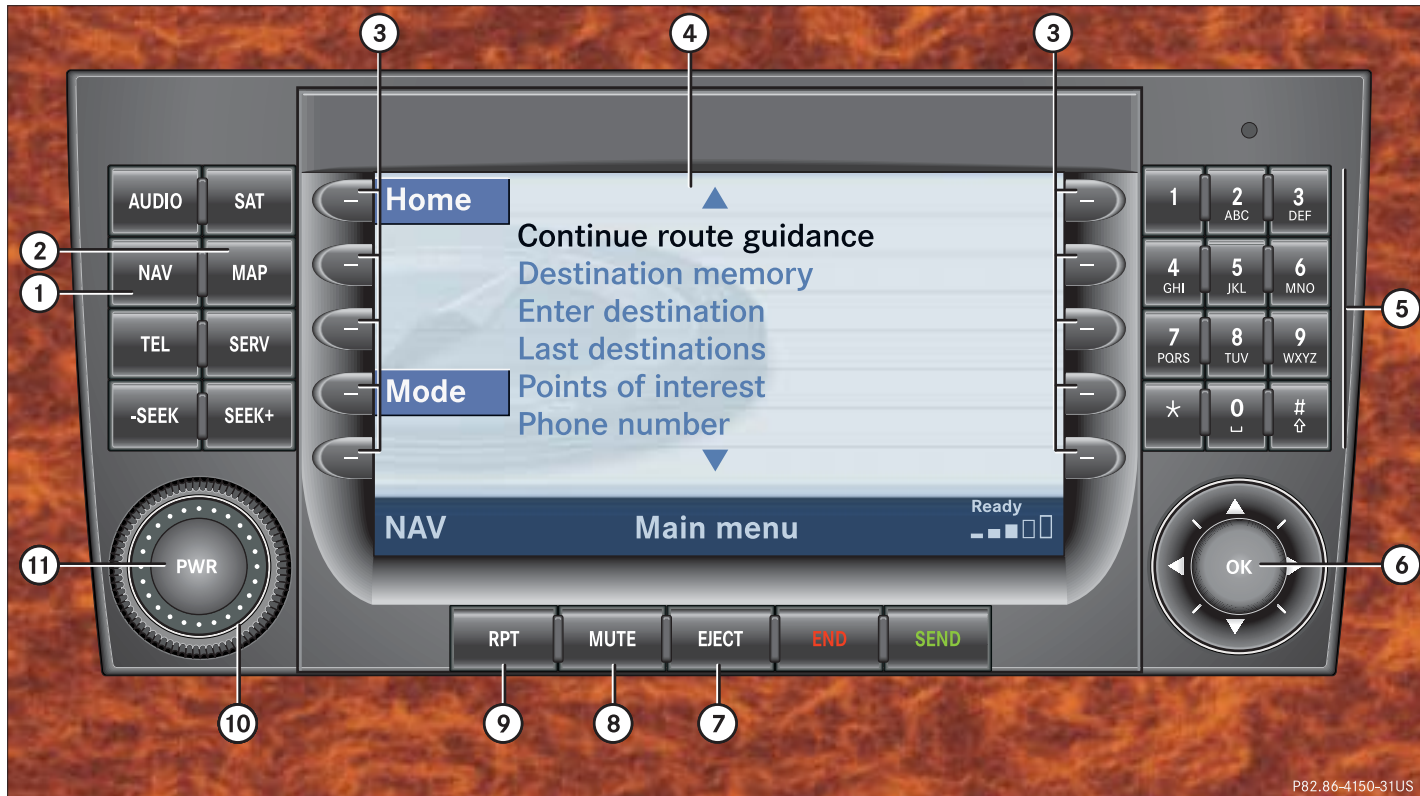 3
4
3
AUDIO
SAT
NAV
MAP
TEL
SERV
-SEEK
SEEK+
2
1
Home
Continue route guidance
Destination memory
Enter destination
Last destinations
Mode
Points of interest
Phone number
NAV
Main menu
Ready
1
2
ABC
3
DEF
4
GHI
5
JKL
6
MNO
7
PQRS
8
TUV
9
WXYZ
*
0
#
5
PWR
11
10
OK
6
RPT
MUTE
EJECT
END
SEND
9
8
7
P82.86-4150-31US